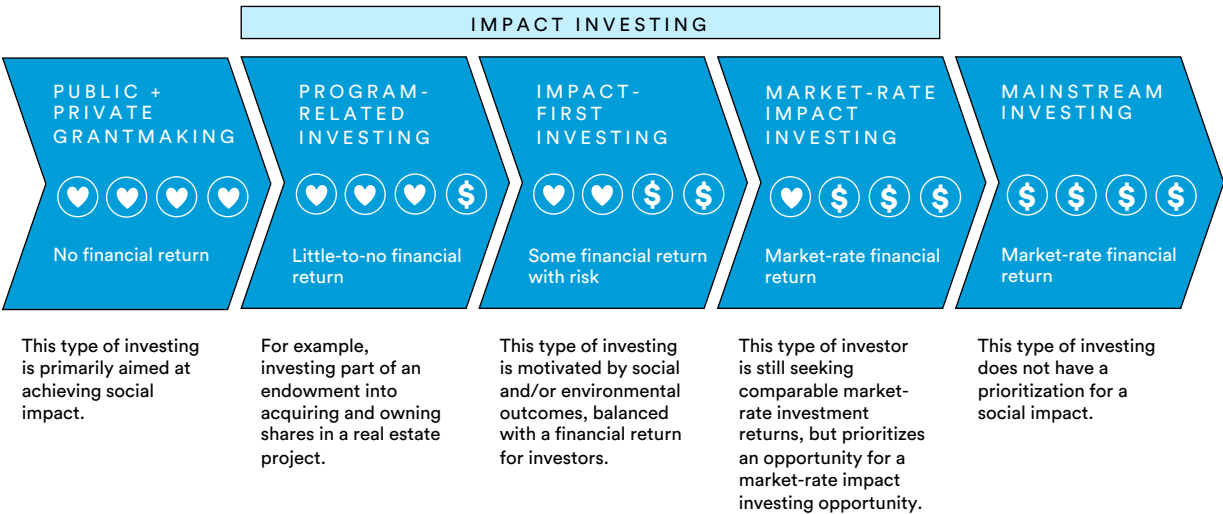 IMPACT INVESTING
PUBLIC +
PRIVATE
GRANTMAKING
No financial return
This type of investing
is primarily aimed at
achieving social
impact.
PROGRAM-
RELATED
INVESTING
$
Little-to-no financial
return
For example,
investing part of an
endowment into
acquiring and owning
shares in a real estate
project.
IMPACT-
FIRST
INVESTING
$ $
Some financial return
with risk
This type of investing
is motivated by social
and/or environmental
outcomes, balanced
with a financial return
for investors.
MARKET-RATE
IMPACT
INVESTING
$ $ $
Market-rate financial
return
This type of investor
is still seeking
comparable market-
rate investment
returns, but prioritizes
an opportunity for a
market-rate impact
investing opportunity.
MAINSTREAM
INVESTING
$ $ $ $
Market-rate financial
return
This type of investing
does not have a
prioritization for a
social impact.